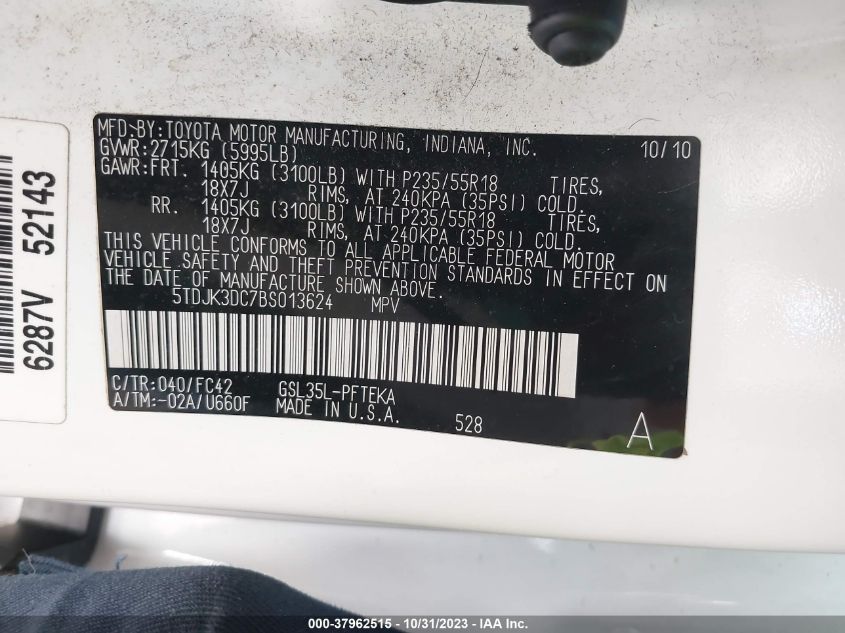 MFD BY:TOYOTA MOTOR MANUFACTURING, INDIANA, INC. 10/10
GVWR:2715KG (5995LB)
GAWR:FRT. 1405KG (3100LB) WITH P235/55R18 TIRES,
18X7J RIMS, AT 240KPA (35PSI) COLD.
RR. 1405KG (3100LB) WITH P235/55R18 TIRES,
18X7J RIMS, AT 240KPA (35PSI) COLD.
THIS VEHICLE CONFORMS TO ALL APPLICABLE FEDERAL MOTOR
VEHICLE SAFETY AND THEFT PREVENTION STANDARDS IN EFFECT ON
THE DATE OF MANUFACTURE SHOWN ABOVE.
5TDJK3DC7BS013624 MPV
C/TR:040/FC42 GSL35L-PFTEKA
A/TM:-02A/U660F MADE IN U.S.A.
528
A
6287V 52143
000-37962515 - 10/31/2023 - IAA Inc.